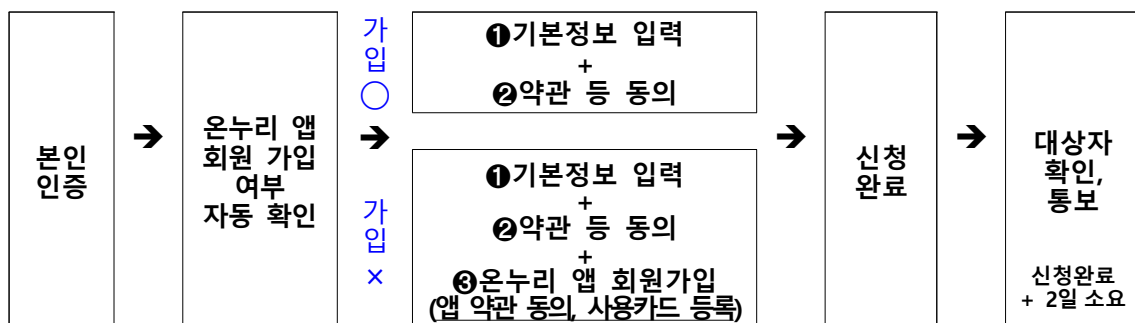 본인
인증
➔
온누리 앱
회원 가입
여부
자동 확인
가
입
○
➔
가
입
×
❶기본정보 입력
+
❷약관 등 동의
❶기본정보 입력
+
❷약관 등 동의
+
❸온누리 앱 회원가입
(앱 약관 동의, 사용카드 등록)
➔
신청
완료
➔
대상자
확인,
통보
신청완료
+ 2일 소요